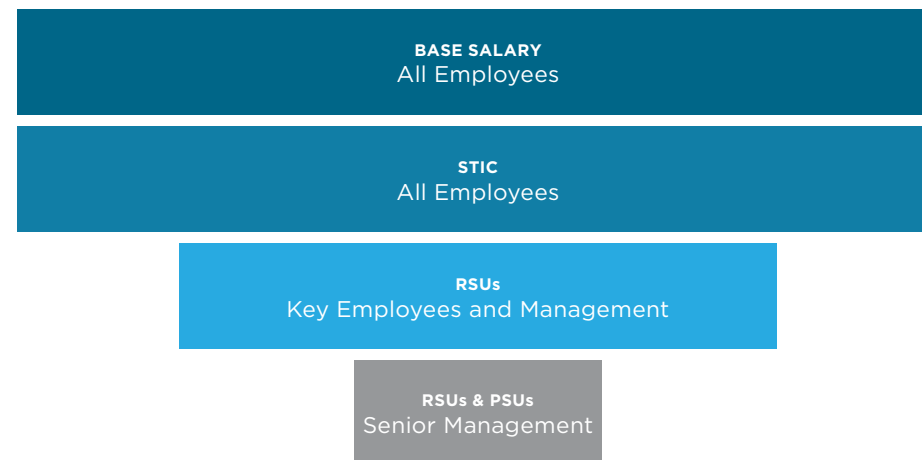 BASE SALARY
All Employees
STIC
All Employees
RSUs
Key Employees and Management
RSUs & PSUs
Senior Management